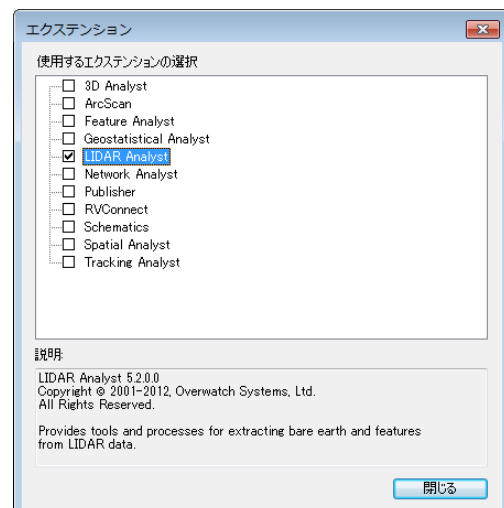 エクステンション
使用するエクステンションの選択
3D Analyst
ArcScan
Feature Analyst
Geostatistical Analyst
LIDAR Analyst
Network Analyst
Publisher
RVConnect
Schematics
Spatial Analyst
Tracking Analyst
説明:
LIDAR Analyst 5.2.0.0
Copyright © 2001-2012, Overwatch Systems, Ltd.
All Rights Reserved.
Provides tools and processes for extracting bare earth and features
from LIDAR data.
閉じる